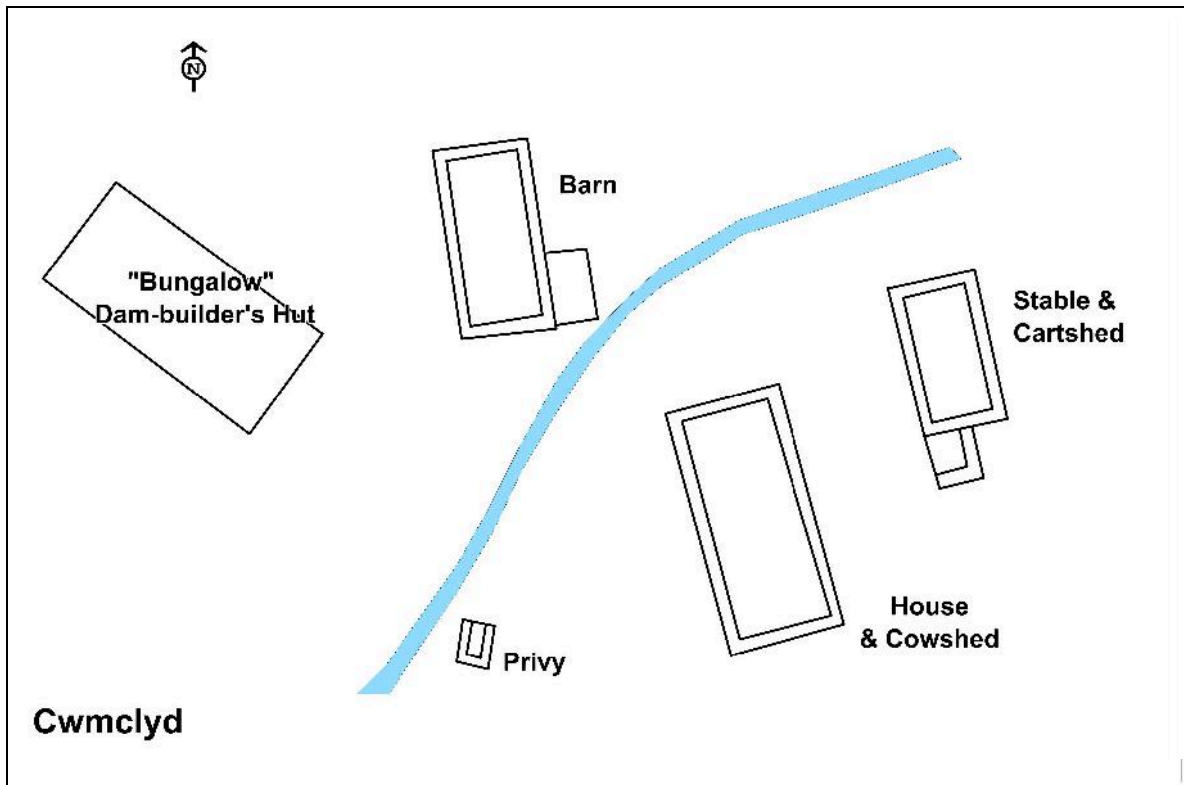 N
Barn
"Bungalow"
Dam-builder's Hut
Stable &
Cartshed
House
& Cowshed
Privy
Cwmclyd